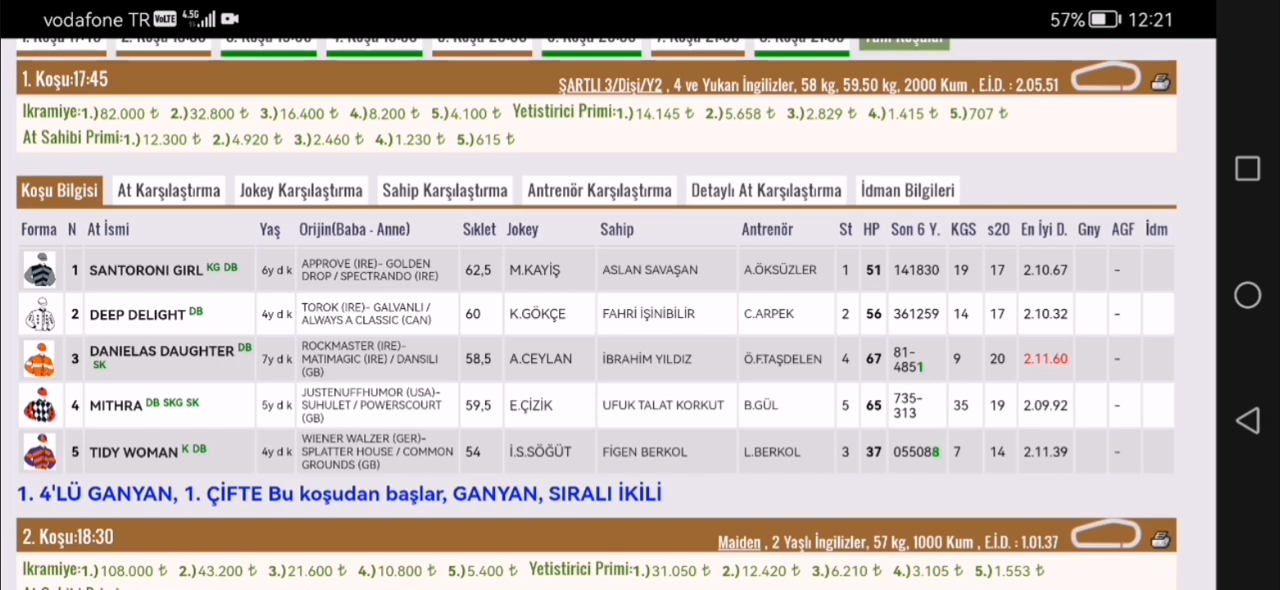 vodafone TR VoLTE 4.5G 57% 12:21
1. Koşu:17:45
ŞARTLI 3/Dişi/Y2 , 4 ve Yukarı İngilizler, 58 kg, 59.50 kg, 2000 Kum , E.İ.D. : 2.05.51
Ikramiye:1.)82.000 ₺ 2.)32.800 ₺ 3.)16.400 ₺ 4.)8.200 ₺ 5.)4.100 ₺ Yetistirici Primi:1.)14.145 ₺ 2.)5.658 ₺ 3.)2.829 ₺ 4.)1.415 ₺ 5.)707 ₺
At Sahibi Primi:1.)12.300 ₺ 2.)4.920 ₺ 3.)2.460 ₺ 4.)1.230 ₺ 5.)615 ₺
Koşu Bilgisi At Karşılaştırma Jokey Karşılaştırma Sahip Karşılaştırma Antrenör Karşılaştırma Detaylı At Karşılaştırma İdman Bilgileri
Forma N At İsmi Yaş Orijin(Baba - Anne) Sıklet Jokey Sahip Antrenör St HP Son 6 Y. KGS s20 En İyi D. Gny AGF İdm
1 SANTORONI GIRL KG DB 6y d k APPROVE (IRE)- GOLDEN DROP / SPECTRANDO (IRE) 62,5 M.KAYİŞ ASLAN SAVAŞAN A.ÖKSÜZLER 1 51 141830 19 17 2.10.67 -
2 DEEP DELIGHT DB 4y d k TOROK (IRE)- GALVANLI / ALWAYS A CLASSIC (CAN) 60 K.GÖKÇE FAHRİ İŞİNİBİLİR C.ARPEK 2 56 361259 14 17 2.10.32 -
3 DANIELAS DAUGHTER DB SK 7y d k ROCKMASTER (IRE)- MATIMAGIC (IRE) / DANSILI (GB) 58,5 A.CEYLAN İBRAHİM YILDIZ Ö.F.TAŞDELEN 4 67 81-4851 9 20 2.11.60 -
4 MITHRA DB SKG SK 5y d k JUSTENUFFHUMOR (USA)- SUHULET / POWERSCOURT (GB) 59,5 E.ÇİZİK UFUK TALAT KORKUT B.GÜL 5 65 735-313 35 19 2.09.92 -
5 TIDY WOMAN K DB 4y d k WIENER WALZER (GER)- SPLATTER HOUSE / COMMON GROUNDS (GB) 54 İ.S.SÖĞÜT FİGEN BERKOL L.BERKOL 3 37 055088 7 14 2.11.39 -
1. 4'LÜ GANYAN, 1. ÇİFTE Bu koşudan başlar, GANYAN, SIRALI İKİLİ
2. Koşu:18:30
Maiden , 2 Yaşlı İngilizler, 57 kg, 1000 Kum , E.İ.D. : 1.01.37
Ikramiye:1.)108.000 ₺ 2.)43.200 ₺ 3.)21.600 ₺ 4.)10.800 ₺ 5.)5.400 ₺ Yetistirici Primi:1.)31.050 ₺ 2.)12.420 ₺ 3.)6.210 ₺ 4.)3.105 ₺ 5.)1.553 ₺